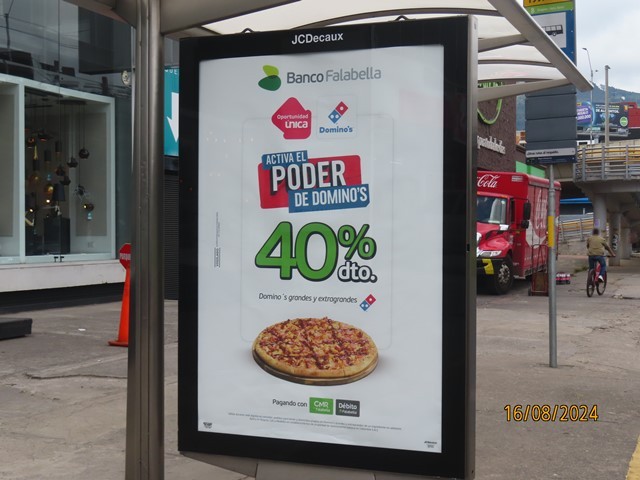 JCDecaux
Banco Falabella
Oportunidad
única
Domino's
ACTIVA EL
PODER
DE DOMINO'S
40%
dto.
Domino´s grandes y extragrandes
Pagando con
CMR
Débito
Coca-Cola
16/08/2024